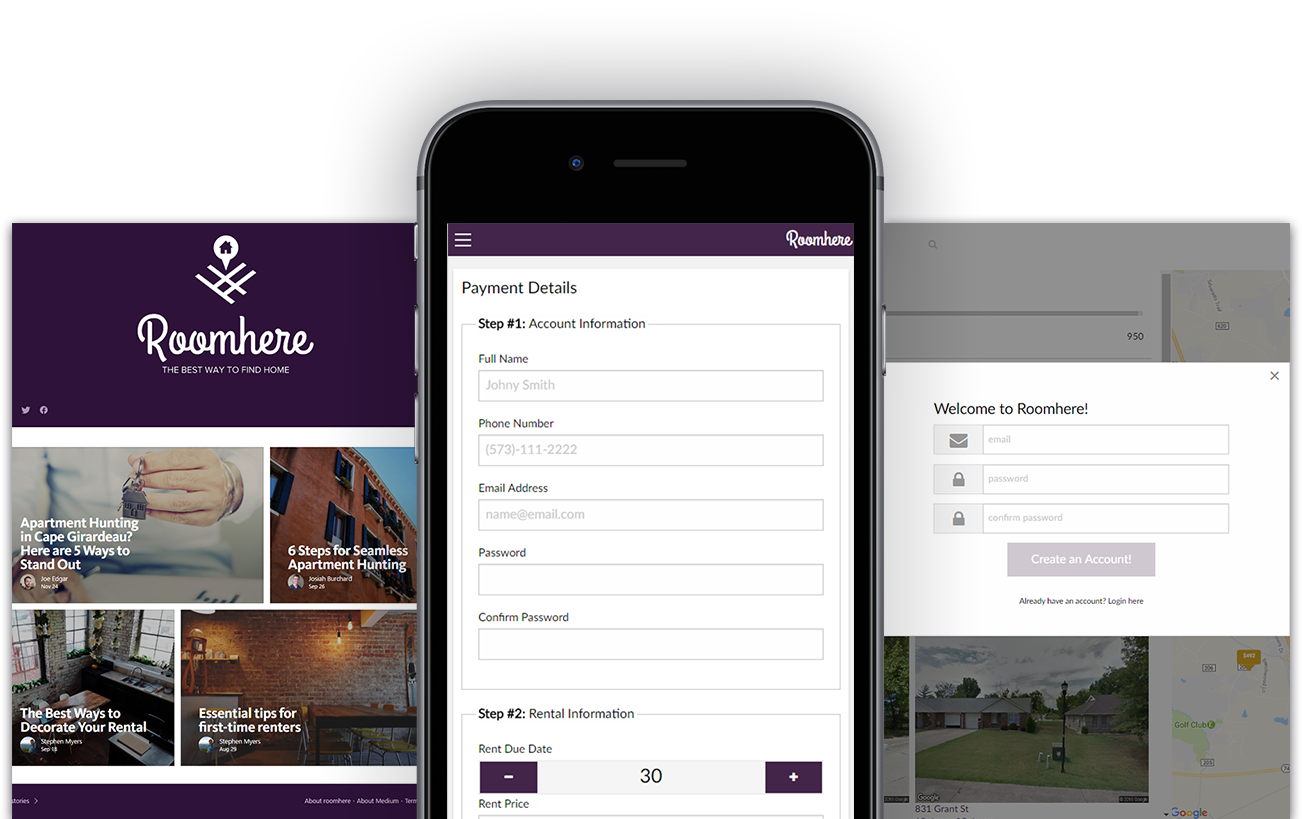 Roomhere
THE BEST WAY TO FIND HOME
Apartment Hunting
in Cape Girardeau?
Here are 5 Ways to
Stand Out
Joe Edgar
Nov 24
6 Steps for Seamless
Apartment Hunting
Josiah Burchard
Sep 26
The Best Ways to
Decorate Your Rental
Stephen Myers
Sep 18
Essential tips for
first-time renters
Stephen Myers
Aug 29
stories
About roomhere · About Medium ·
Roomhere
Payment Details
Step #1: Account Information
Full Name
Johny Smith
Phone Number
(573)-111-2222
Email Address
name@email.com
Password
Confirm Password
Step #2: Rental Information
Rent Due Date
- 30 +
Rent Price
950
620
Welcome to Roomhere!
email
password
confirm password
Create an Account!
Already have an account? Login here
$492
206
Golf Club
205
Google
831 Grant St
Google